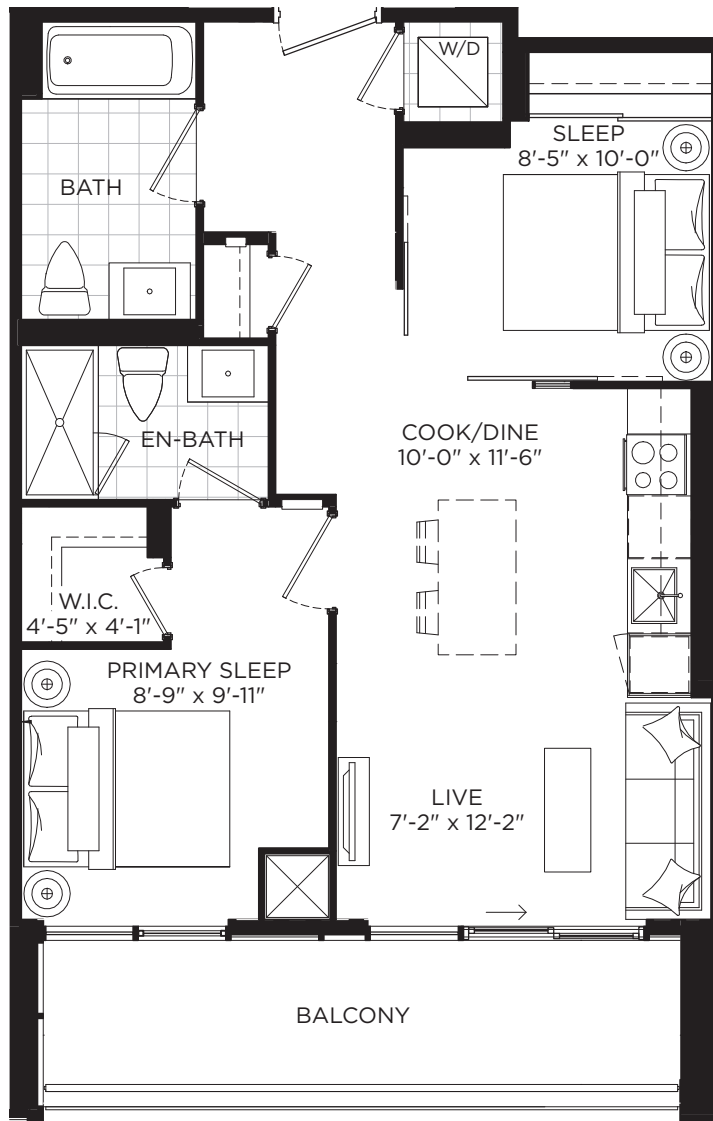 W/D
SLEEP
8'-5" x 10'-0"
BATH
EN-BATH
COOK/DINE
10'-0" x 11'-6"
W.I.C.
4'-5" x 4'-1"
PRIMARY SLEEP
8'-9" x 9'-11"
LIVE
7'-2" x 12'-2"
BALCONY